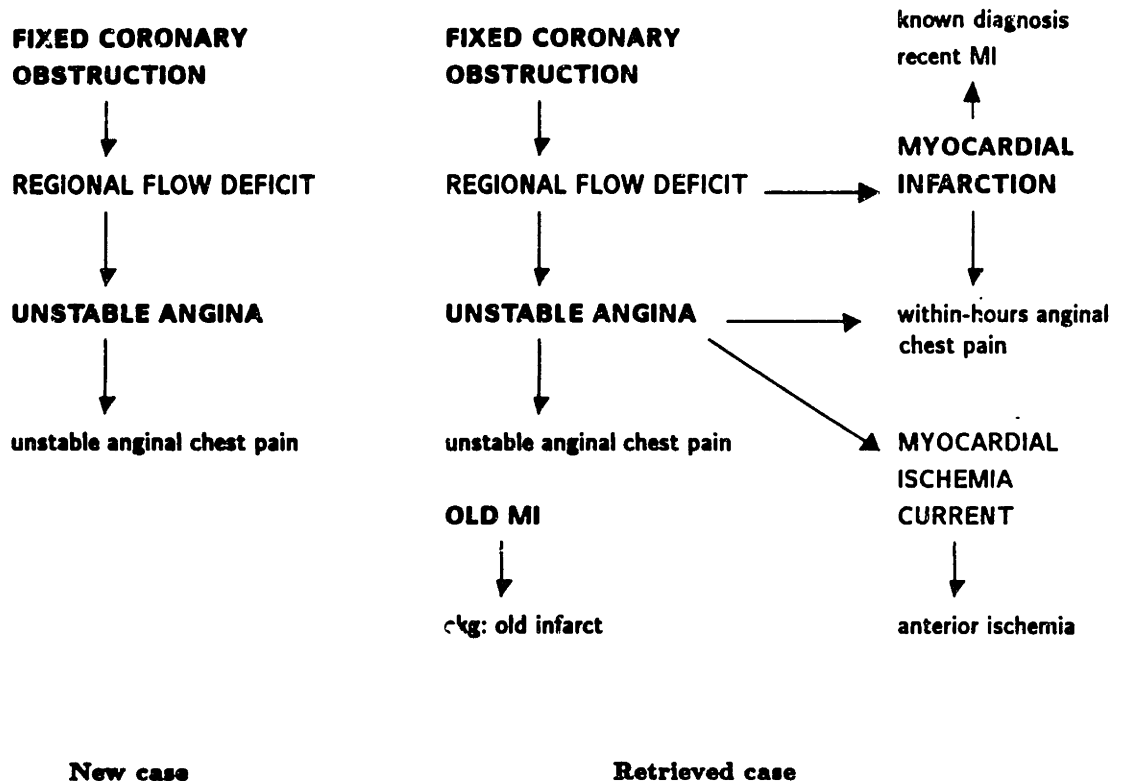 FIXED CORONARY
OBSTRUCTION
REGIONAL FLOW DEFICIT
UNSTABLE ANGINA
unstable anginal chest pain
New case
FIXED CORONARY
OBSTRUCTION
REGIONAL FLOW DEFICIT
UNSTABLE ANGINA
unstable anginal chest pain
OLD MI
ekg: old infarct
known diagnosis
recent MI
MYOCARDIAL
INFARCTION
within-hours anginal
chest pain
MYOCARDIAL
ISCHEMIA
CURRENT
anterior ischemia
Retrieved case